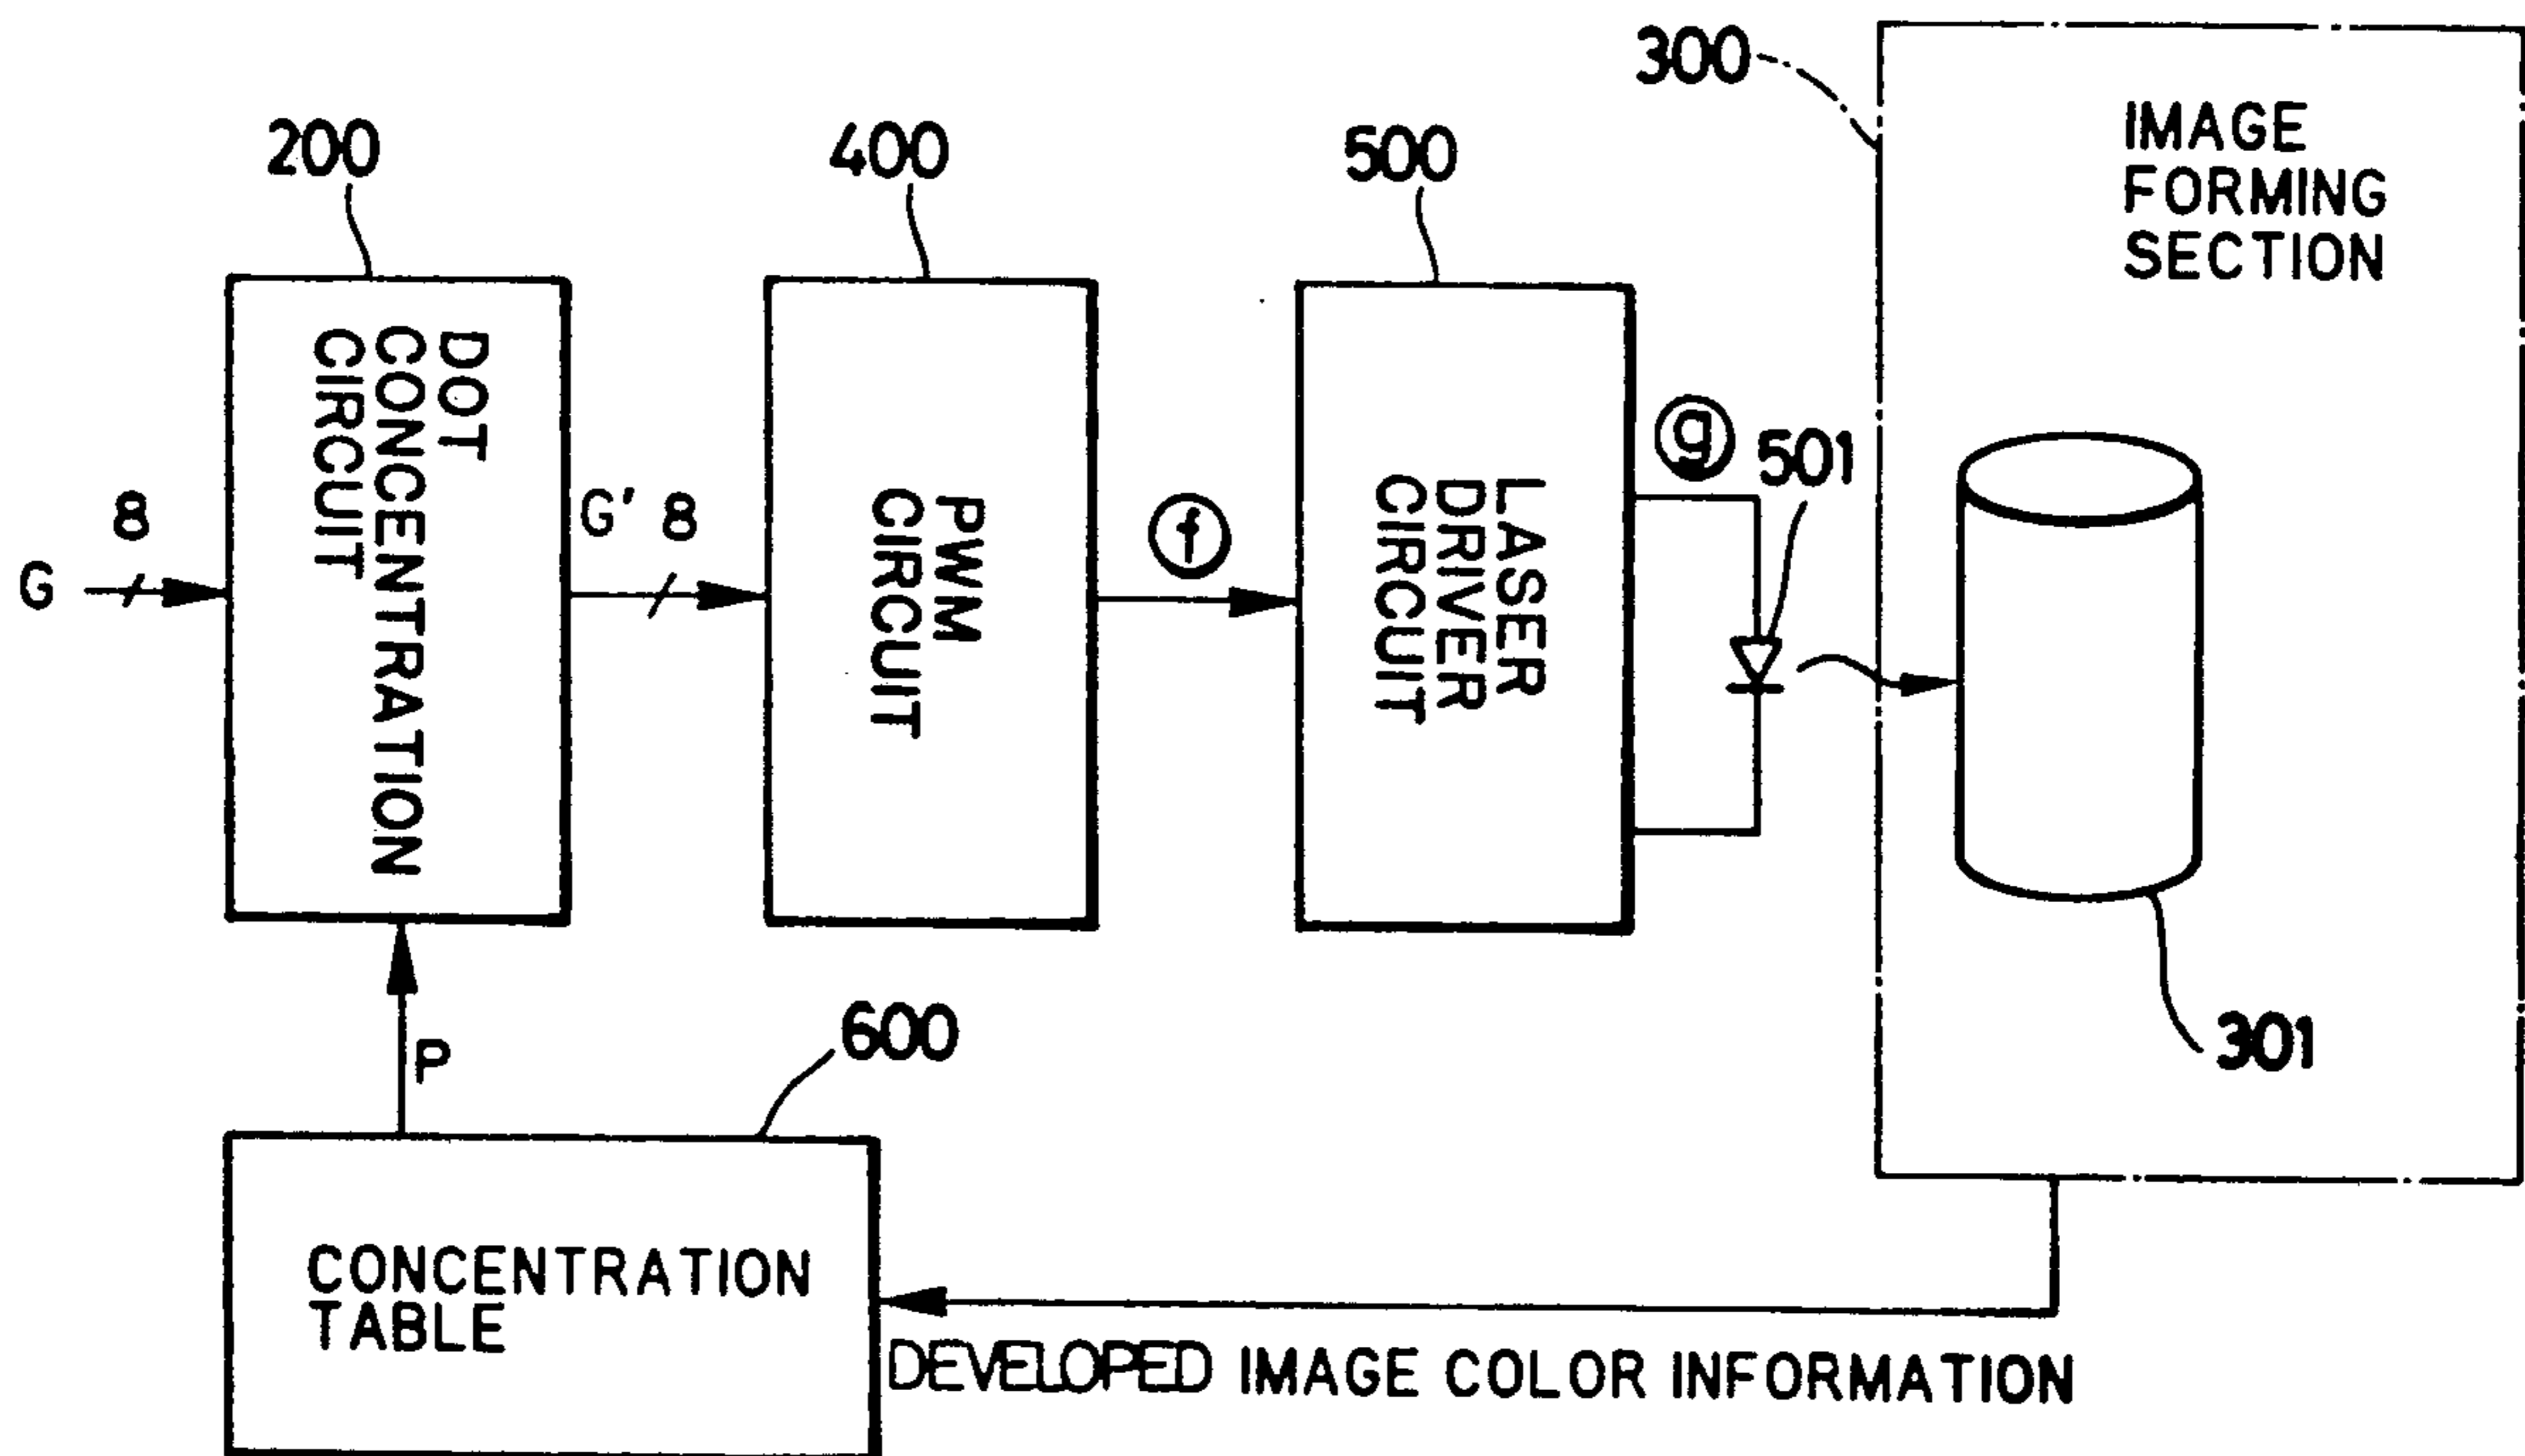 300
IMAGE
FORMING
SECTION
200
400
500
DOT
CONCENTRATION
CIRCUIT
PWM
CIRCUIT
LASER
DRIVER
CIRCUIT
g
501
G
8
G' 8
f
P
600
301
CONCENTRATION
TABLE
DEVELOPED IMAGE COLOR INFORMATION